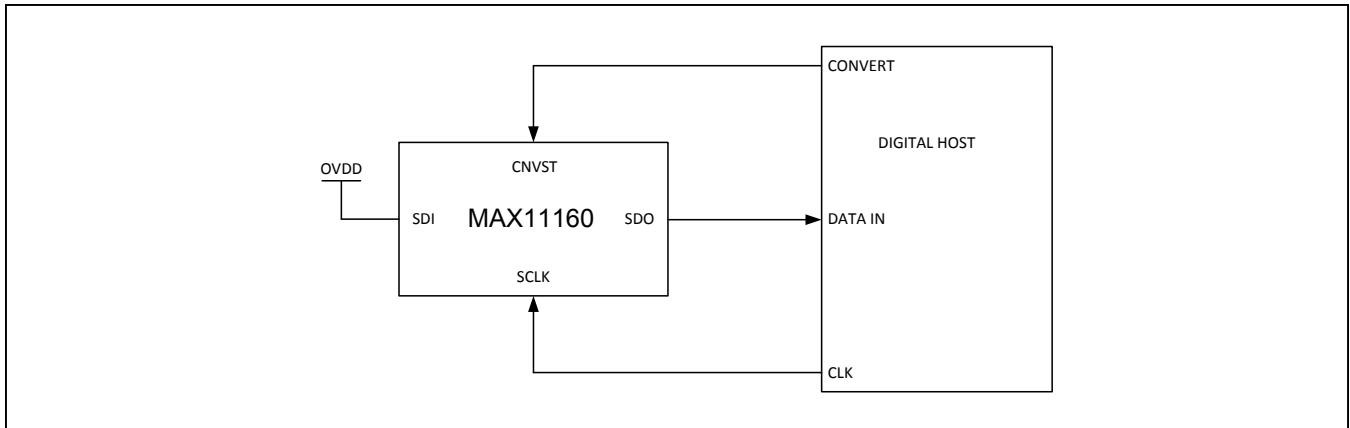 CONVERT
DIGITAL HOST
OVDD
CNVST
SDI
MAX11160
SDO
DATA IN
SCLK
CLK